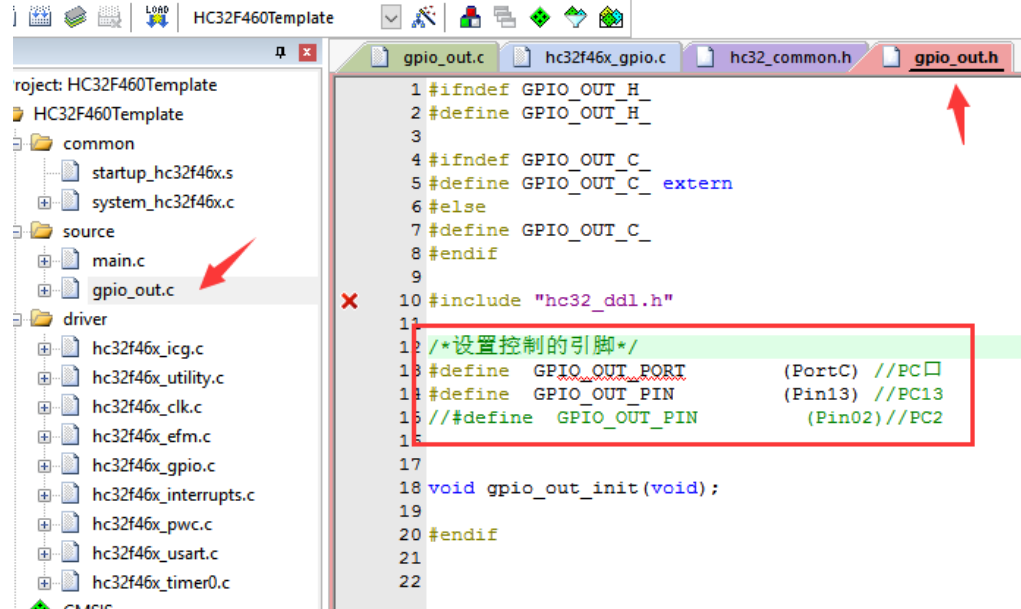 LOAD
HC32F460Template
roject: HC32F460Template
HC32F460Template
common
startup_hc32f46x.s
system_hc32f46x.c
source
main.c
gpio_out.c
driver
hc32f46x_icg.c
hc32f46x_utility.c
hc32f46x_clk.c
hc32f46x_efm.c
hc32f46x_gpio.c
hc32f46x_interrupts.c
hc32f46x_pwc.c
hc32f46x_usart.c
hc32f46x_timer0.c
CMSIS
gpio_out.c
hc32f46x_gpio.c
hc32_common.h
gpio_out.h
1 #ifndef GPIO_OUT_H_
2 #define GPIO_OUT_H_
3
4 #ifndef GPIO_OUT_C_
5 #define GPIO_OUT_C_ extern
6 #else
7 #define GPIO_OUT_C_
8 #endif
9
10 #include "hc32_ddl.h"
11
12 /*设置控制的引脚*/
13 #define  GPIO_OUT_PORT        (PortC) //PC口
14 #define  GPIO_OUT_PIN         (Pin13) //PC13
15 //#define  GPIO_OUT_PIN         (Pin02)//PC2
16
17
18 void gpio_out_init(void);
19
20 #endif
21
22